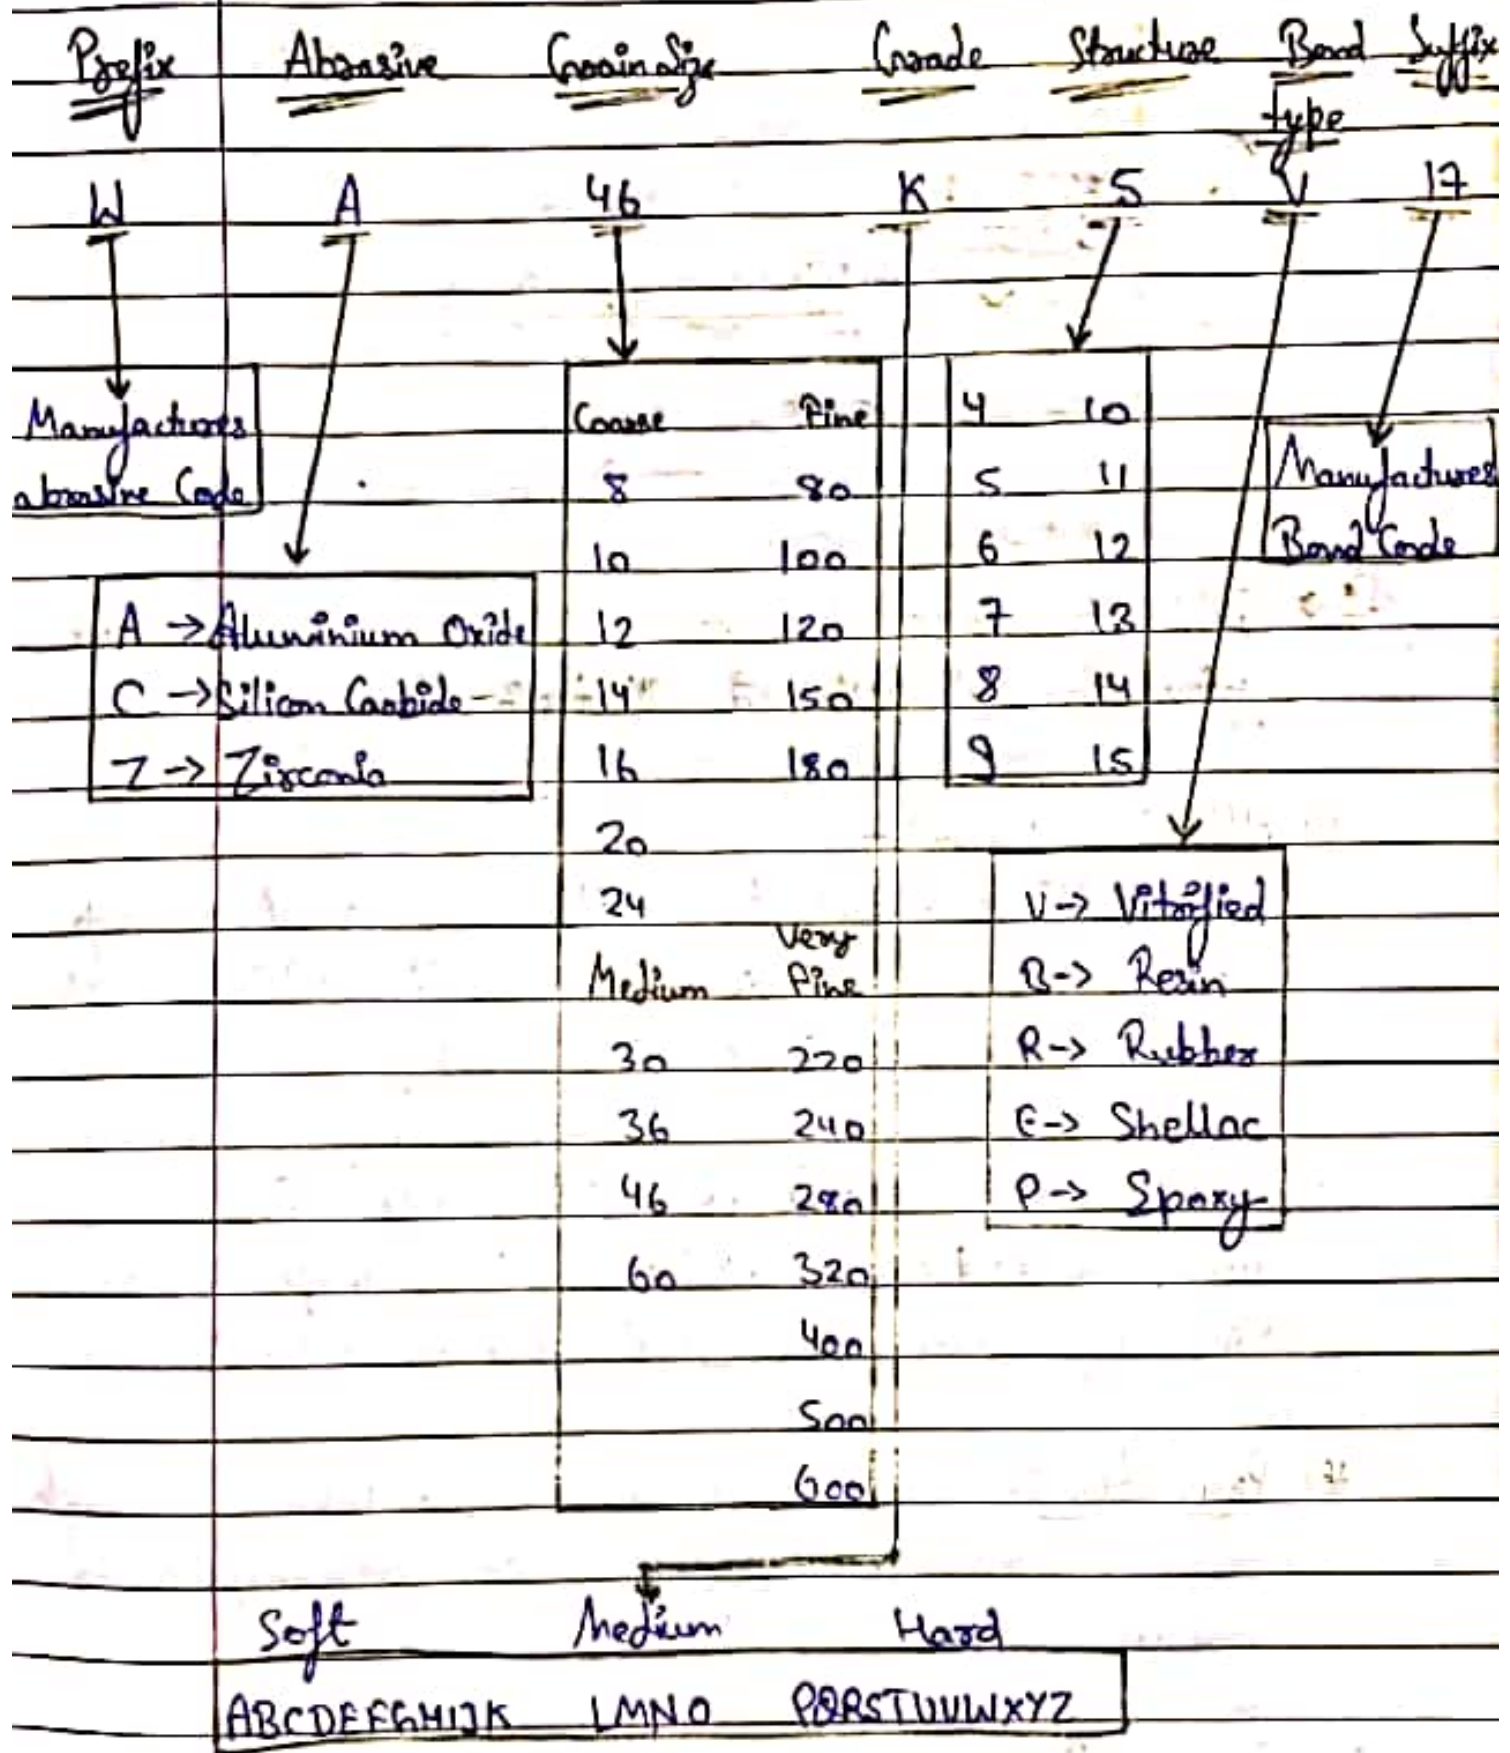 Prefix Abrasive Grain Size Grade Structure Bond Suffix
type
W A 46 K 5 V 17
Manufactures
abrasive Code
A → Aluminium Oxide
C → Silicon Carbide
Z → Zirconia
Coarse Fine
8 80
10 100
12 120
14 150
16 180
20
24
Medium Very Fine
30 220
36 240
46 280
60 320
400
500
600
4 10
5 11
6 12
7 13
8 14
9 15
Manufactures
Bond Code
V → Vitrified
B → Resin
R → Rubber
E → Shellac
P → Epoxy
Soft Medium Hard
ABCDEFGHIJK LMNO PQRSTUVWXYZ